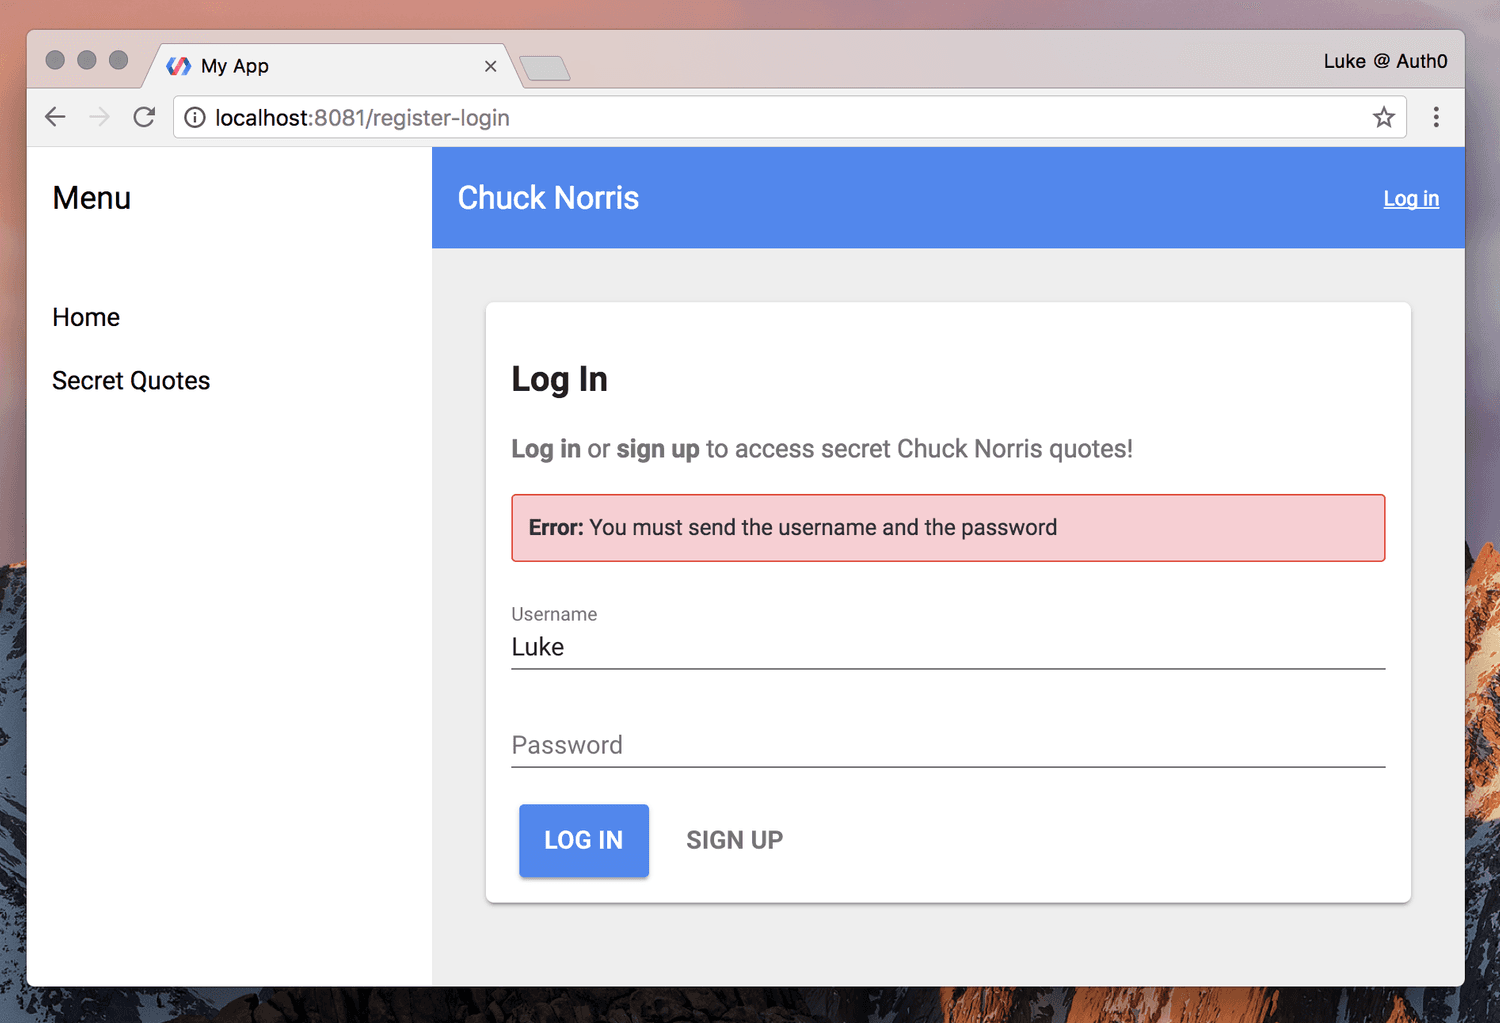 My App
Luke @ Auth0
localhost:8081/register-login
Menu
Chuck Norris
Log in
Home
Secret Quotes
Log In
Log in or sign up to access secret Chuck Norris quotes!
Error: You must send the username and the password
Username
Luke
Password
LOG IN
SIGN UP